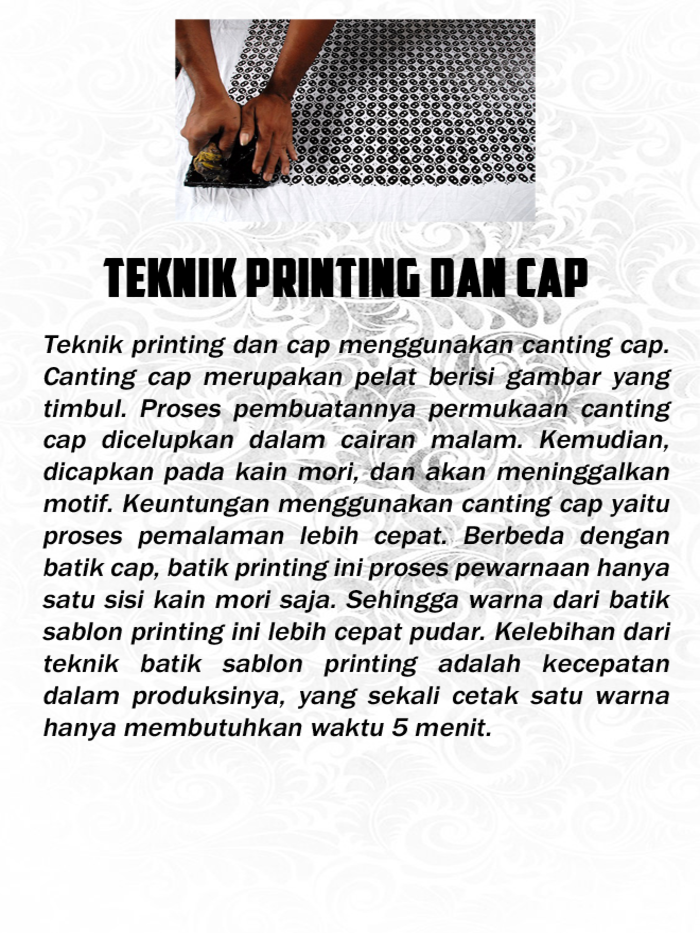 TEKNIK PRINTING DAN CAP
Teknik printing dan cap menggunakan canting cap.
Canting cap merupakan pelat berisi gambar yang
timbul. Proses pembuatannya permukaan canting
cap dicelupkan dalam cairan malam. Kemudian,
dicapkan pada kain mori, dan akan meninggalkan
motif. Keuntungan menggunakan canting cap yaitu
proses pemalaman lebih cepat. Berbeda dengan
batik cap, batik printing ini proses pewarnaan hanya
satu sisi kain mori saja. Sehingga warna dari batik
sablon printing ini lebih cepat pudar. Kelebihan dari
teknik batik sablon printing adalah kecepatan
dalam produksinya, yang sekali cetak satu warna
hanya membutuhkan waktu 5 menit.